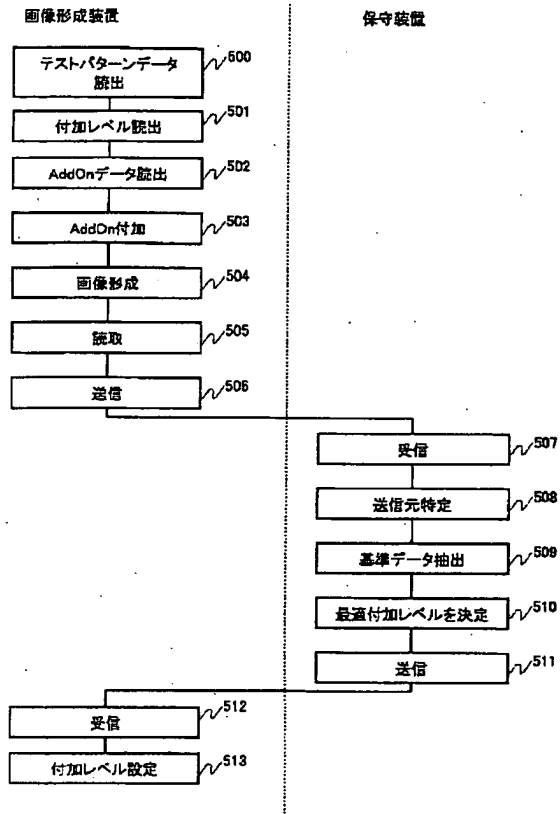 画像形成装置
保守装置
テストパターンデータ
読出
500
付加レベル読出
501
AddOnデータ読出
502
AddOn付加
503
画像形成
504
読取
505
送信
506
受信
507
送信元特定
508
基準データ抽出
509
最適付加レベルを決定
510
送信
511
受信
512
付加レベル設定
513